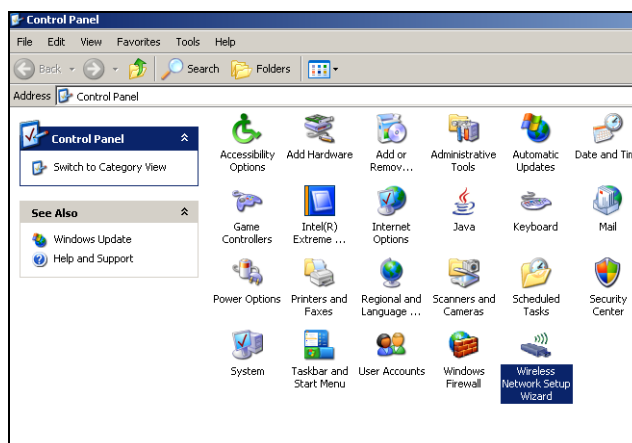 Control Panel
File Edit View Favorites Tools Help
Back Search Folders
Address Control Panel
Control Panel
Switch to Category View
See Also
Windows Update
Help and Support
Accessibility Options
Add Hardware
Add or Remov...
Administrative Tools
Automatic Updates
Date and Tim
Game Controllers
Intel(R) Extreme ...
Internet Options
Java
Keyboard
Mail
Power Options
Printers and Faxes
Regional and Language ...
Scanners and Cameras
Scheduled Tasks
Security Center
System
Taskbar and Start Menu
User Accounts
Windows Firewall
Wireless Network Setup Wizard